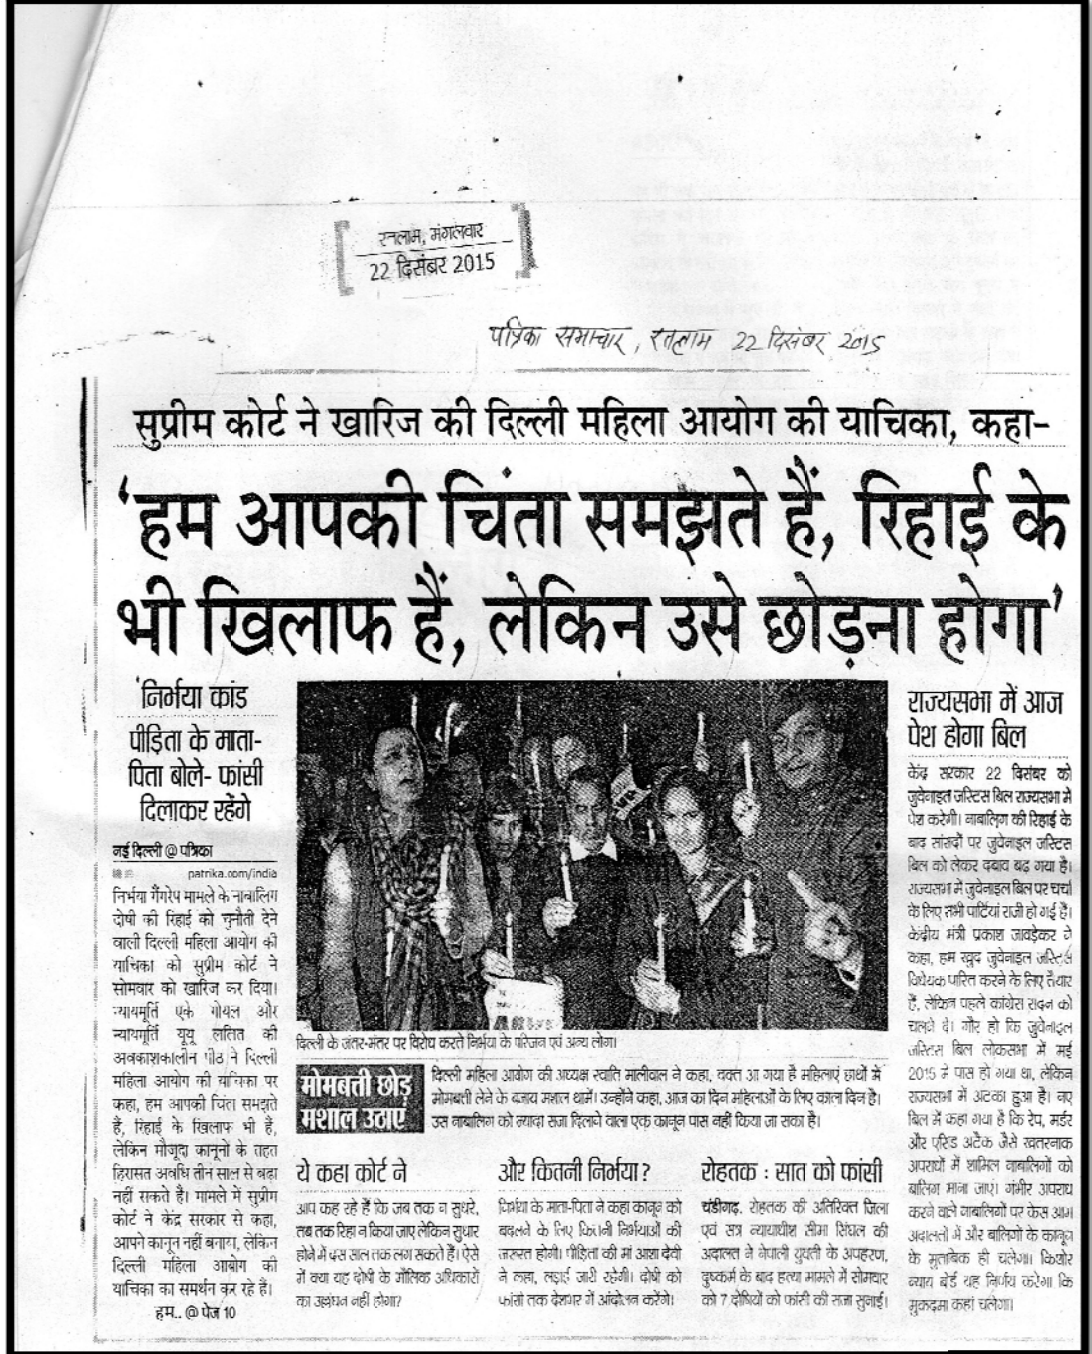 रतलाम, मंगलवार
22 दिसंबर 2015
पत्रिका समाचार, रतलाम 22 दिसंबर 2015
सुप्रीम कोर्ट ने खारिज की दिल्ली महिला आयोग की याचिका, कहा-
‘हम आपकी चिंता समझते हैं, रिहाई के
भी खिलाफ हैं, लेकिन उसे छोड़ना होगा’
निर्भया कांड
पीड़िता के माता-
पिता बोले- फांसी
दिलाकर रहेंगे
नई दिल्ली @ पत्रिका
patrika.com/india
निर्भया गैंगरेप मामले के नाबालिग
दोषी की रिहाई को चुनौती देने
वाली दिल्ली महिला आयोग की
याचिका को सुप्रीम कोर्ट ने
सोमवार को खारिज कर दिया।
न्यायमूर्ति एके गोयल और
न्यायमूर्ति यूयू ललित की
अवकाशकालीन पीठ ने दिल्ली
महिला आयोग की याचिका पर
कहा, हम आपकी चिंता समझते
हैं, रिहाई के खिलाफ भी हैं,
लेकिन मौजूदा कानूनों के तहत
हिरासत अवधि तीन साल से बढ़ा
नहीं सकते है। मामले में सुप्रीम
कोर्ट ने केंद्र सरकार से कहा,
आपने कानून नहीं बनाया, लेकिन
दिल्ली महिला आयोग की
याचिका का समर्थन कर रहे हैं।
हम.. @ पेज 10
दिल्ली के जंतर-मंतर पर विरोध करते निर्भया के परिजन एवं अन्य लोग।
मोमबत्ती छोड़
मशाल उठाएं
दिल्ली महिला आयोग की अध्यक्ष स्वाति मालीवाल ने कहा, वक्त आ गया है महिलाएं हाथों में
मोमबत्ती लेने के बजाय मशाल थामें। उन्होंने कहा, आज का दिन महिलाओं के लिए काला दिन है।
उस नाबालिग को ज्यादा सजा दिलाने वाला एक कानून पास नहीं किया जा सका है।
ये कहा कोर्ट ने
आप कह रहे हैं कि जब तक न सुधरे,
तब तक रिहा न किया जाए लेकिन सुधार
होने में दस साल तक लग सकते हैं। ऐसे
में क्या यह दोषी के मौलिक अधिकारों
का उल्लंघन नहीं होगा?
और कितनी निर्भया?
निर्भया के माता-पिता ने कहा कानून को
बदलने के लिए कितनी निर्भयाओं की
जरूरत होगी। पीड़िता की मां आशा देवी
ने कहा, लड़ाई जारी रहेगी। दोषी को
फांसी तक देशभर में आंदोलन करेंगे।
रोहतक : सात को फांसी
चंडीगढ़. रोहतक की अतिरिक्त जिला
एवं सत्र न्यायाधीश सीमा सिंघल की
अदालत ने नेपाली युवती के अपहरण,
दुष्कर्म के बाद हत्या मामले में सोमवार
को 7 दोषियों को फांसी की सजा सुनाई।
राज्यसभा में आज
पेश होगा बिल
केंद्र सरकार 22 दिसंबर को
जुवेनाइल जस्टिस बिल राज्यसभा में
पेश करेगी। नाबालिग की रिहाई के
बाद सांसदों पर जुवेनाइल जस्टिस
बिल को लेकर दबाव बढ़ गया है।
राज्यसभा में जुवेनाइल बिल पर चर्चा
के लिए सभी पार्टियां राजी हो गई हैं।
केंद्रीय मंत्री प्रकाश जावड़ेकर ने
कहा, हम खुद जुवेनाइल जस्टिस
विधेयक पारित करने के लिए तैयार
हैं, लेकिन पहले कांग्रेस सदन को
चलने दे। गौर हो कि जुवेनाइल
जस्टिस बिल लोकसभा में मई
2015 में पास हो गया था, लेकिन
राज्यसभा में अटका हुआ है। नए
बिल में कहा गया है कि रेप, मर्डर
और एसिड अटैक जैसे खतरनाक
अपराधों में शामिल नाबालिगों को
बालिग माना जाए। गंभीर अपराध
करने वाले नाबालिगों पर केस आम
अदालतों में और बालिगों के कानून
के मुताबिक ही चलेगा। किशोर
न्याय बोर्ड यह निर्णय करेगा कि
मुकदमा कहां चलेगा।